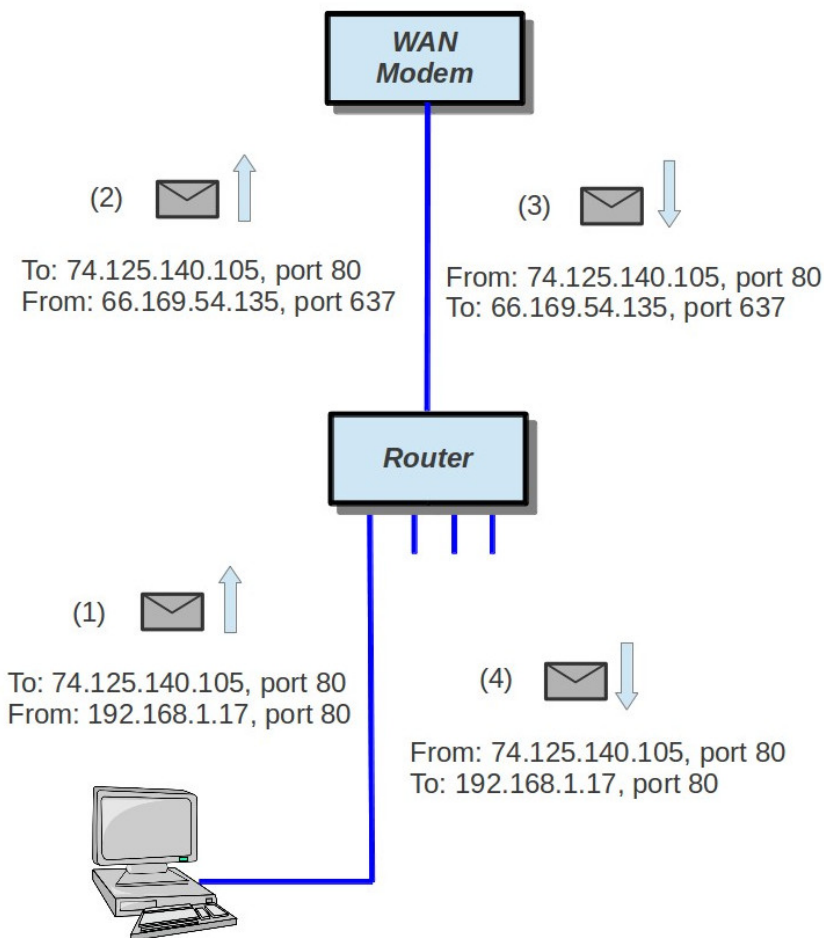 WAN
Modem
(2)
To: 74.125.140.105, port 80
From: 66.169.54.135, port 637
(3)
From: 74.125.140.105, port 80
To: 66.169.54.135, port 637
Router
(1)
To: 74.125.140.105, port 80
From: 192.168.1.17, port 80
(4)
From: 74.125.140.105, port 80
To: 192.168.1.17, port 80